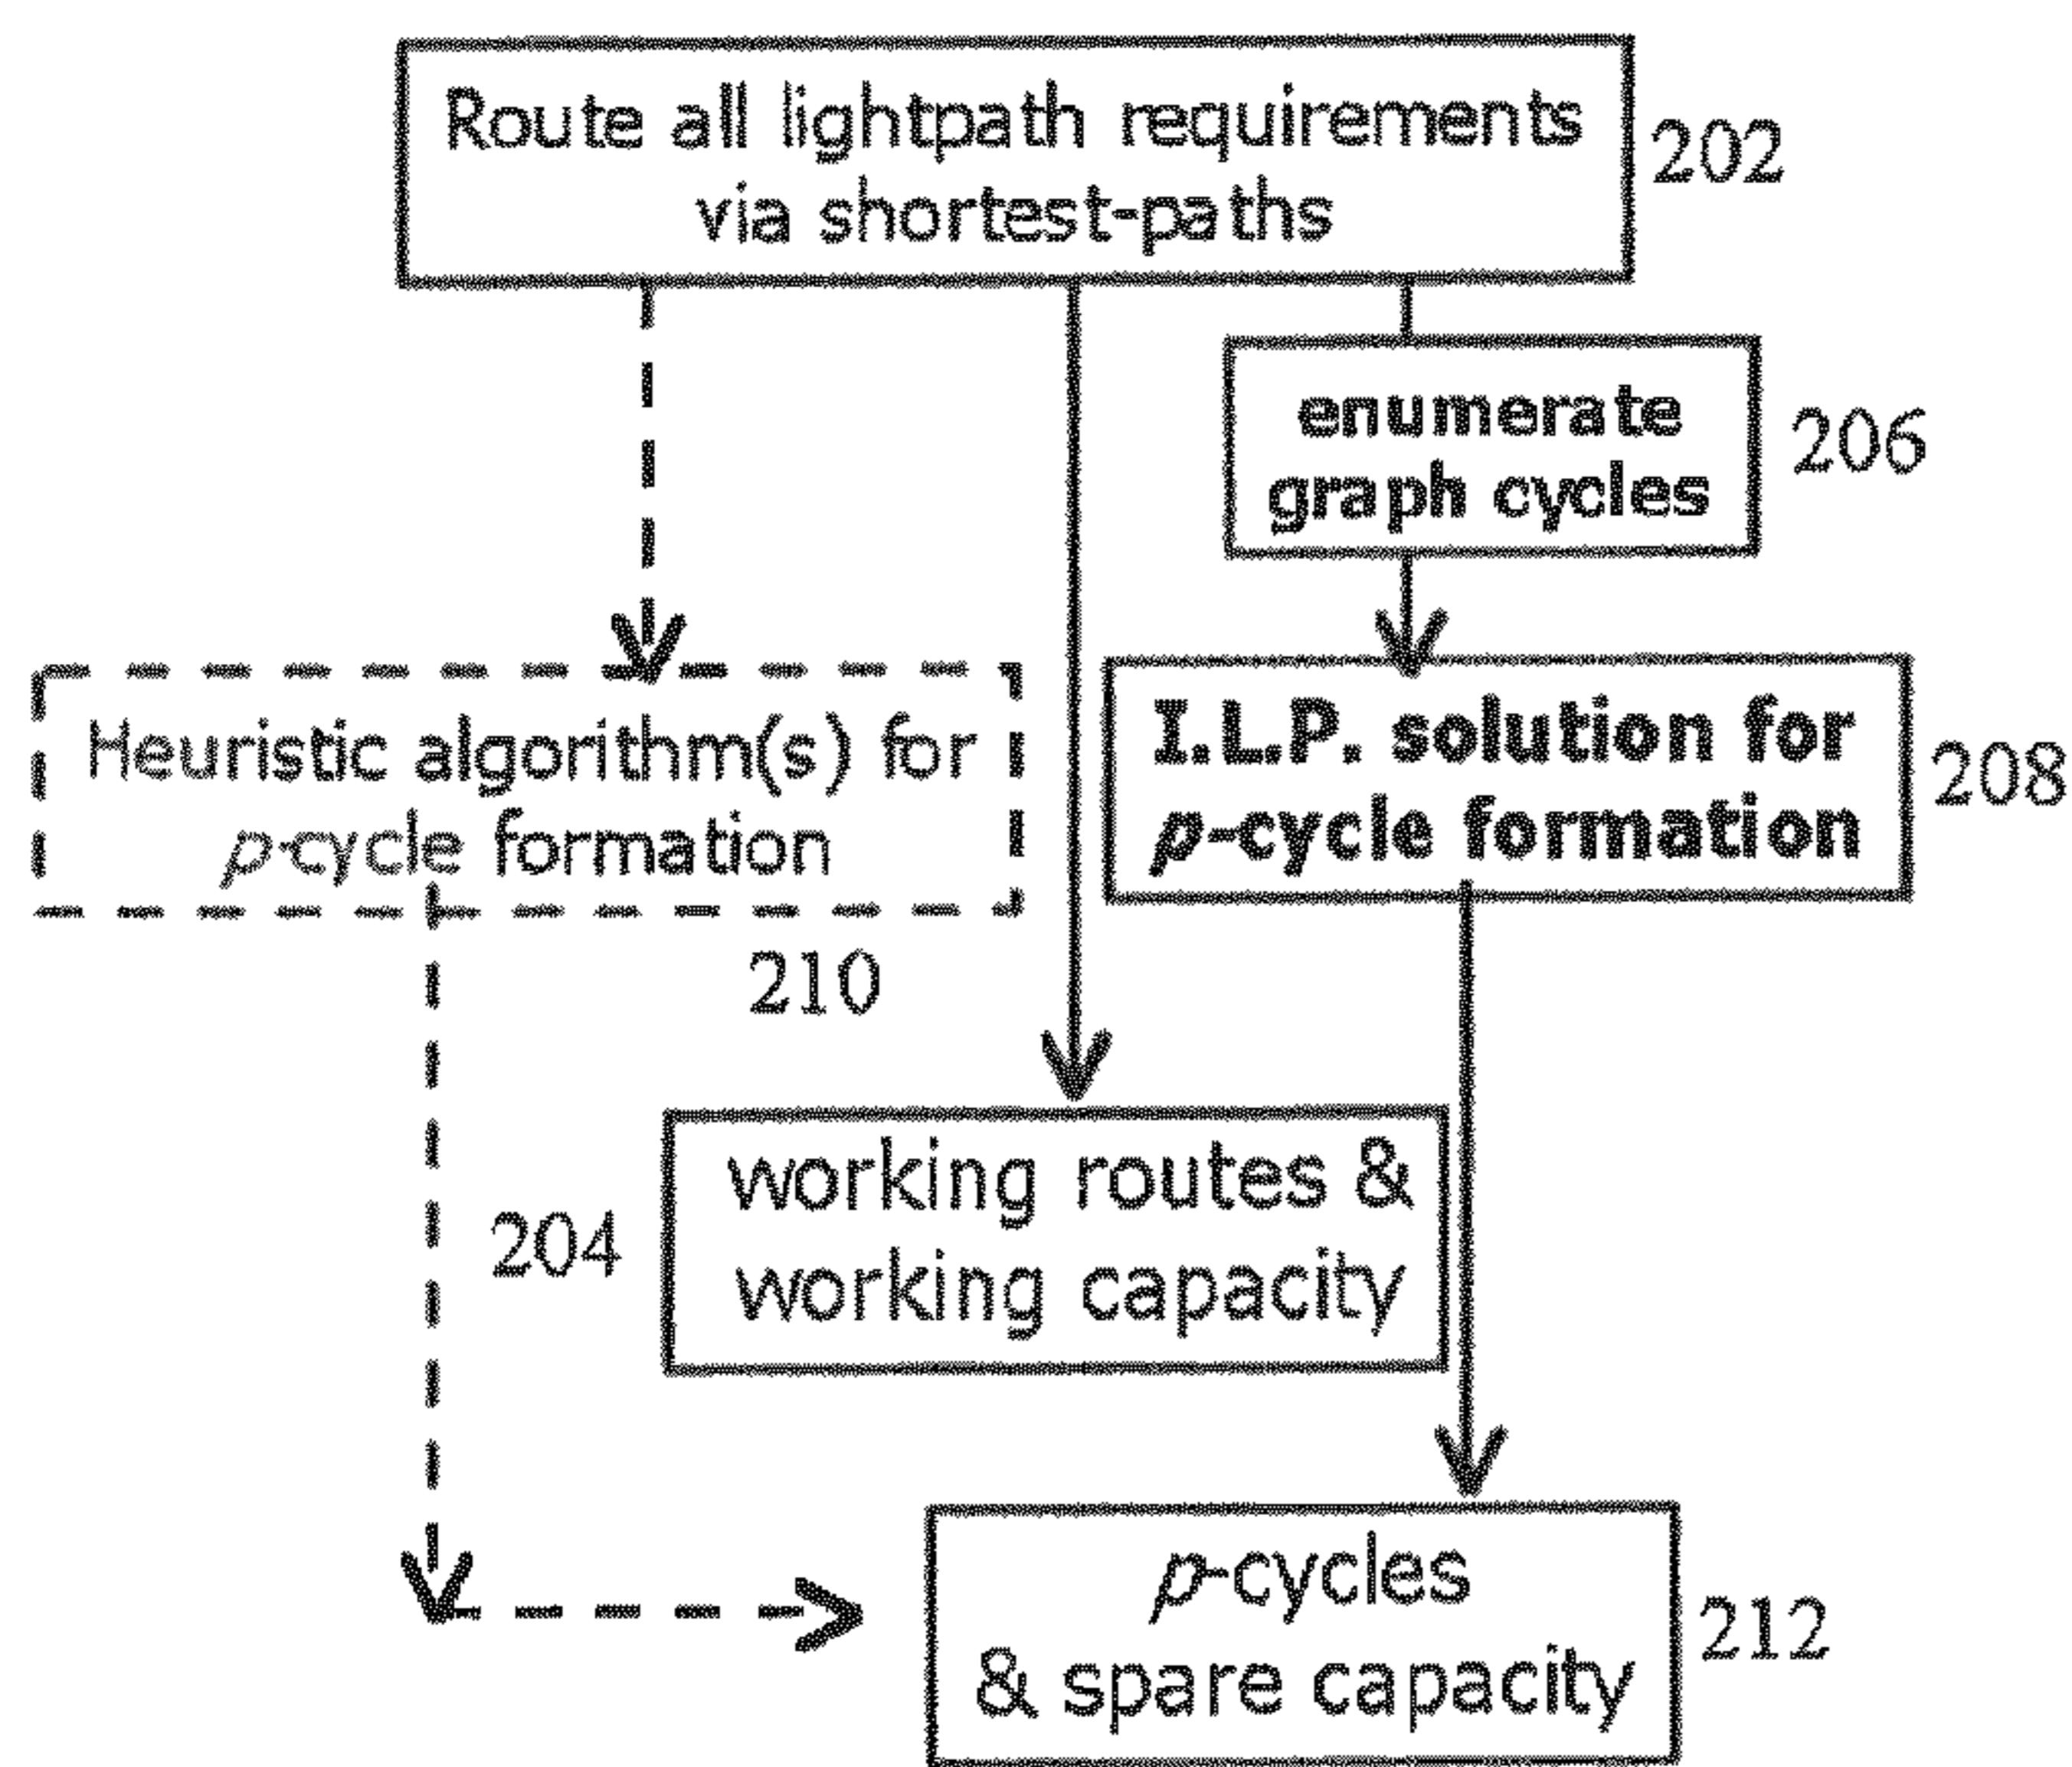 Route all lightpath requirements
via shortest-paths
202
enumerate
graph cycles
206
Heuristic algorithm(s) for
p-cycle formation
210
I.L.P. solution for
p-cycle formation
208
working routes &
working capacity
204
p-cycles
& spare capacity
212